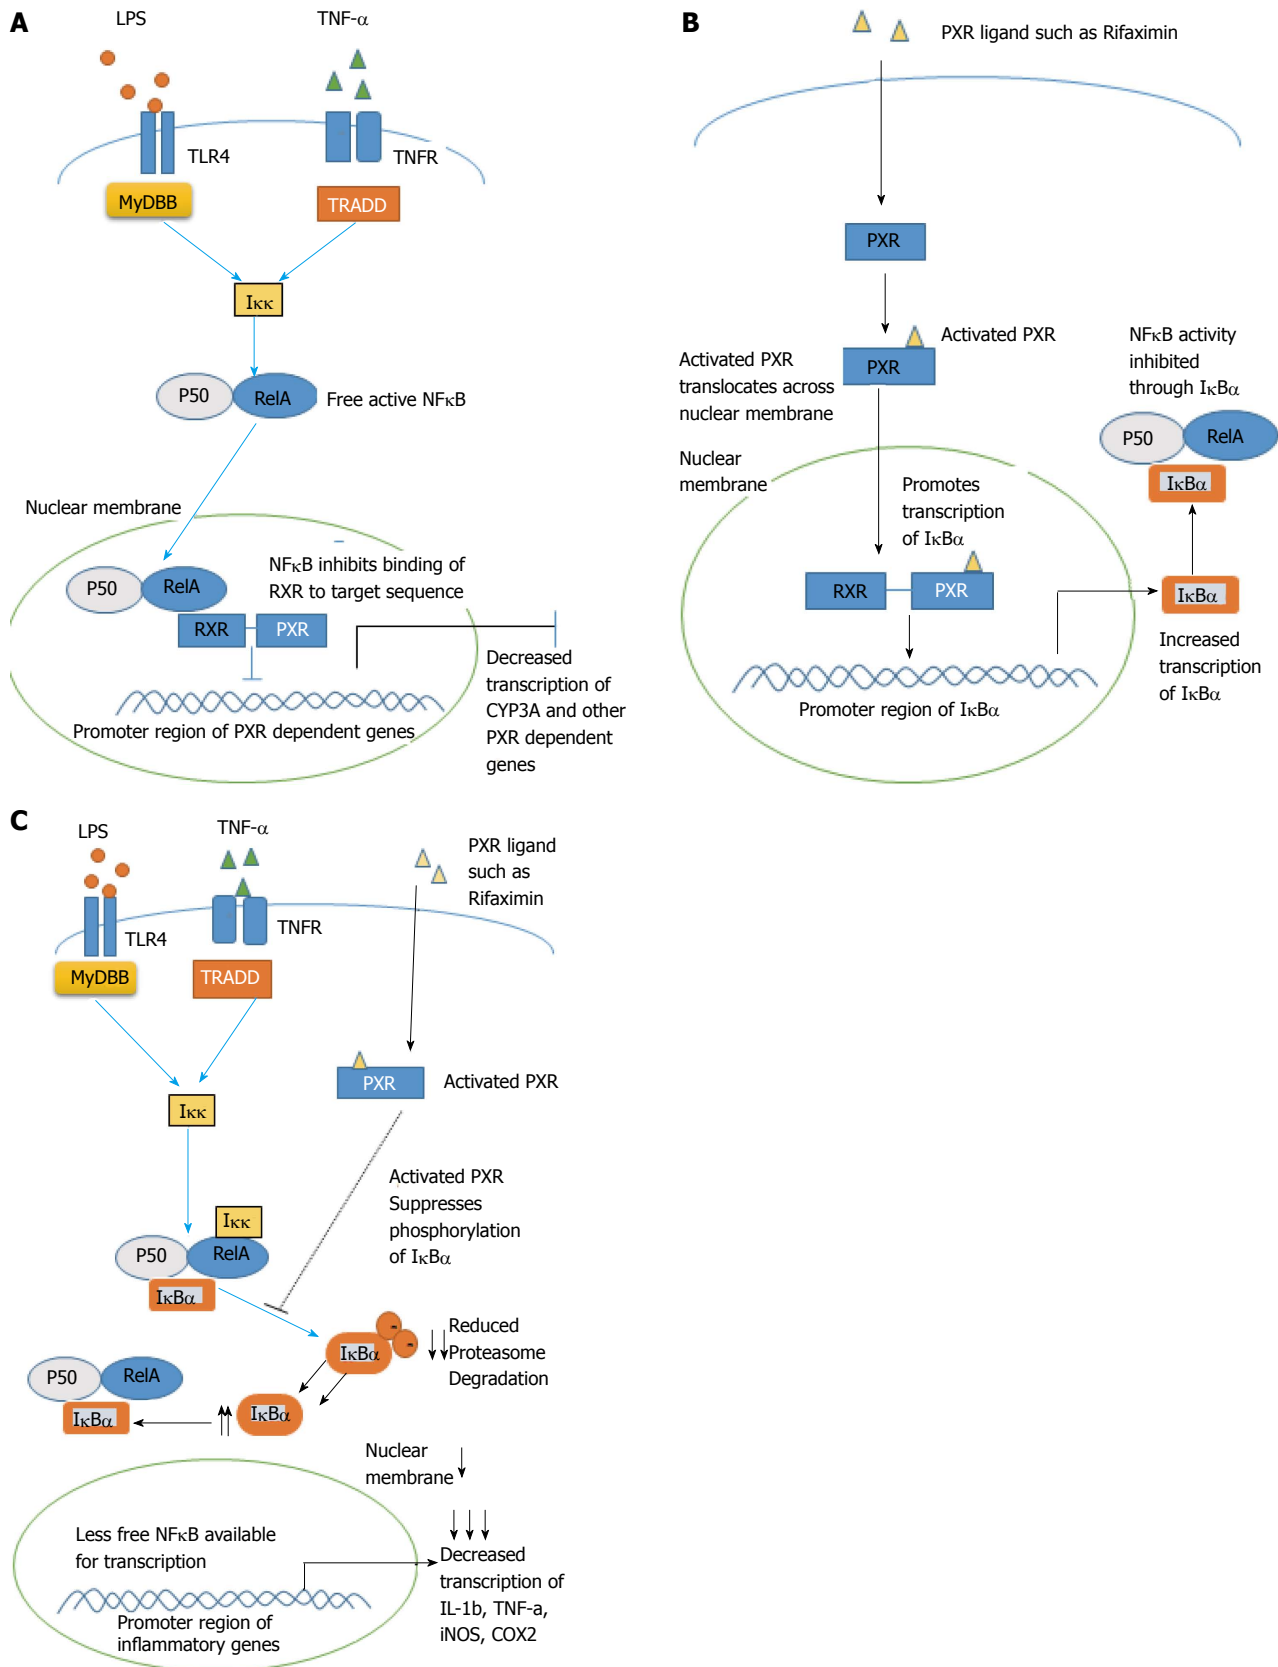 A
LPS
TNF-α
TLR4
TNFR
MyDBB
TRADD
Iκκ
P50
RelA
Free active NFκB
Nuclear membrane
P50
RelA
NFκB inhibits binding of
RXR to target sequence
RXR
PXR
Promoter region of PXR dependent genes
Decreased
transcription of
CYP3A and other
PXR dependent
genes
B
PXR ligand such as Rifaximin
PXR
PXR
Activated PXR
Activated PXR
translocates across
nuclear membrane
Nuclear
membrane
Promotes
transcription
of IκBα
RXR
PXR
Promoter region of IκBα
NFκB activity
inhibited
through IκBα
P50
RelA
IκBα
IκBα
Increased
transcription
of IκBα
C
LPS
TNF-α
PXR ligand
such as
Rifaximin
TLR4
TNFR
MyDBB
TRADD
PXR
Activated PXR
Iκκ
Activated PXR
Suppresses
phosphorylation
of IκBα
Iκκ
P50
RelA
IκBα
IκBα
Reduced
Proteasome
Degradation
P50
RelA
IκBα
IκBα
Nuclear
membrane
Less free NFκB available
for transcription
Promoter region of
inflammatory genes
Decreased
transcription of
IL-1b, TNF-a,
iNOS, COX2